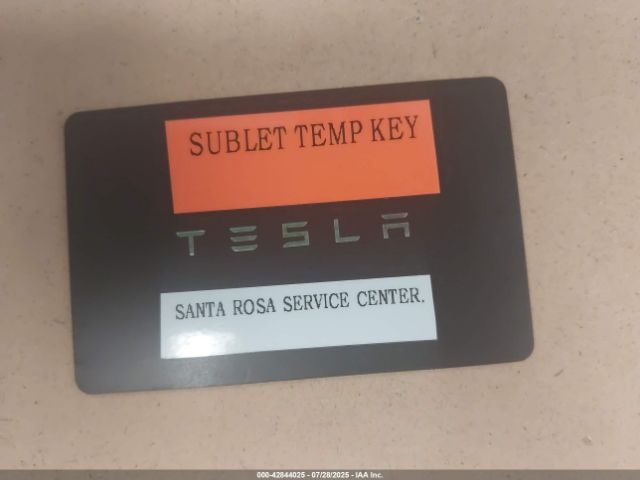 SUBLET TEMP KEY
TESLA
SANTA ROSA SERVICE CENTER.
000-42844025 - 07/28/2025 - IAA Inc.